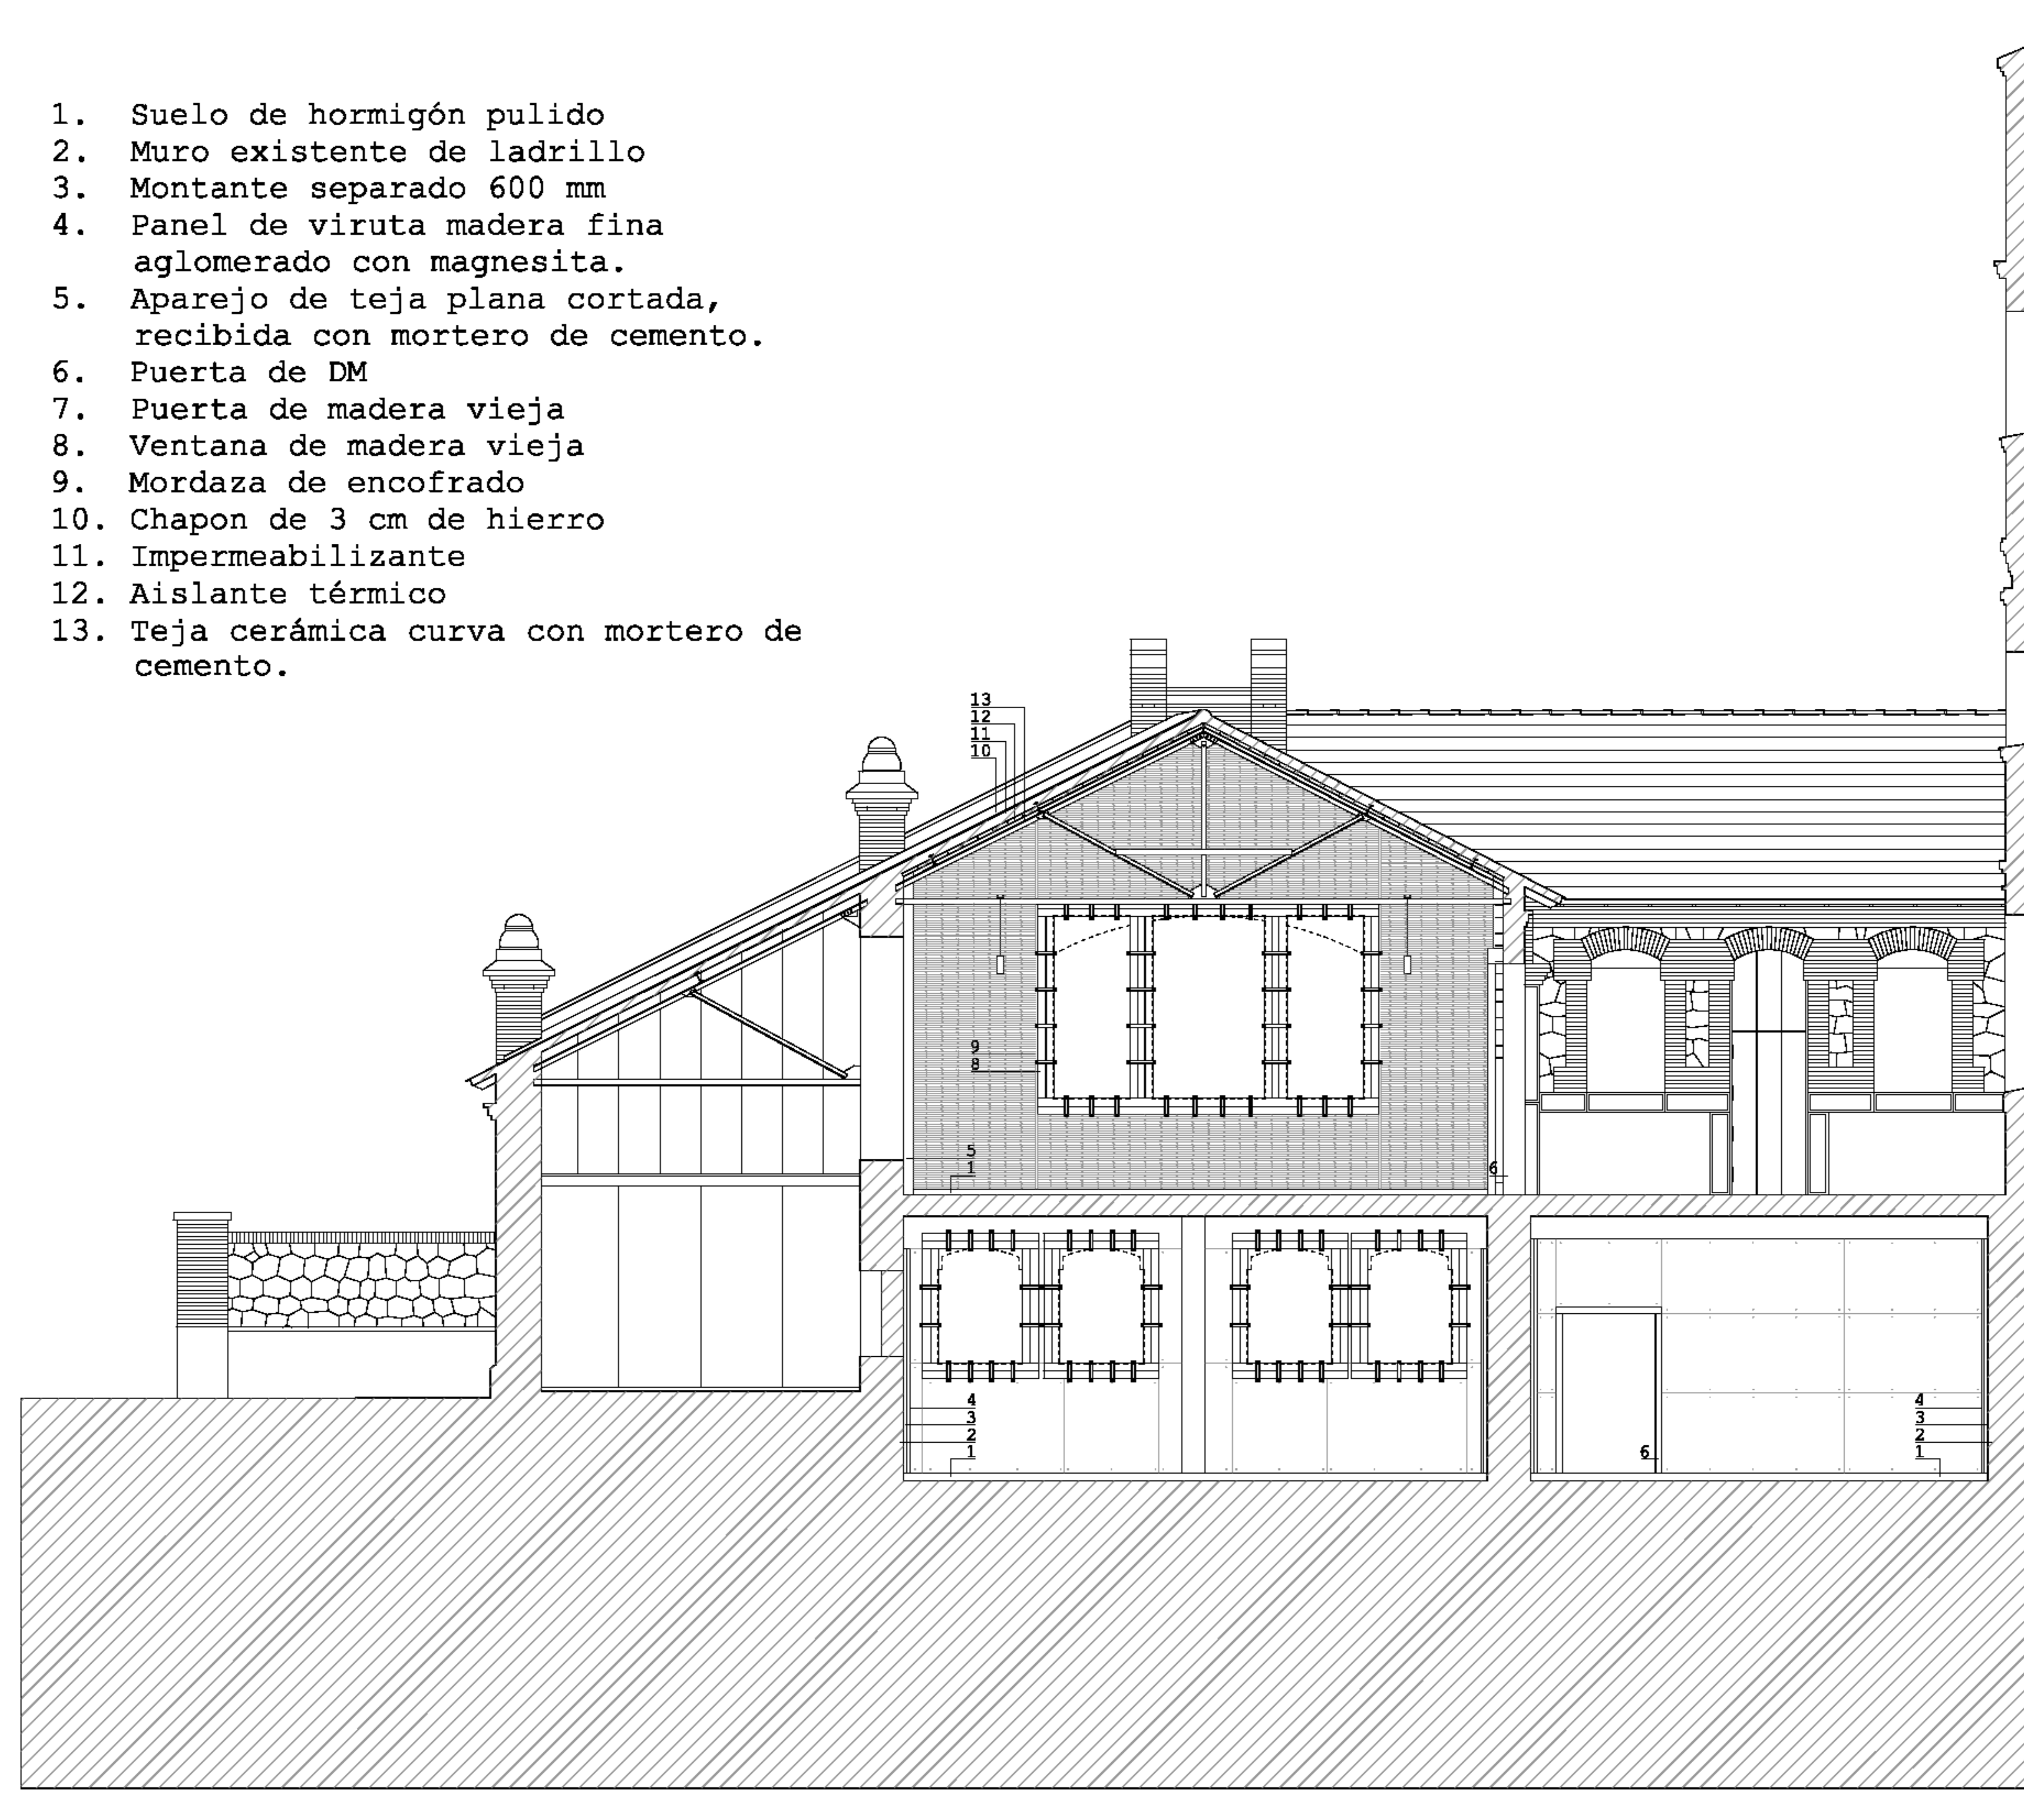 1. Suelo de hormigón pulido
2. Muro existente de ladrillo
3. Montante separado 600 mm
4. Panel de viruta madera fina
aglomerado con magnesita.
5. Aparejo de teja plana cortada,
recibida con mortero de cemento.
6. Puerta de DM
7. Puerta de madera vieja
8. Ventana de madera vieja
9. Mordaza de encofrado
10. Chapon de 3 cm de hierro
11. Impermeabilizante
12. Aislante térmico
13. Teja cerámica curva con mortero de
cemento.
13
12
11
10
9
8
5
1
6
4
3
2
1
6
4
3
2
1